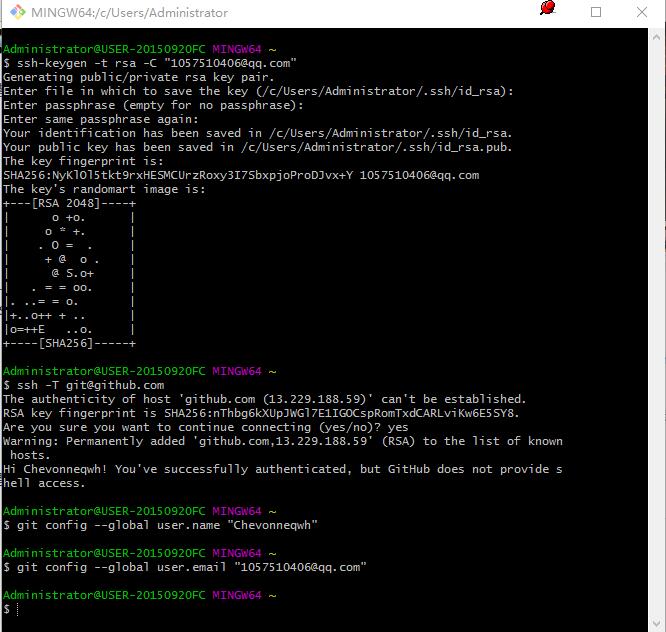 MINGW64:/c/Users/Administrator
Administrator@USER-20150920FC MINGW64 ~
$ ssh-keygen -t rsa -C "1057510406@qq.com"
Generating public/private rsa key pair.
Enter file in which to save the key (/c/Users/Administrator/.ssh/id_rsa):
Enter passphrase (empty for no passphrase):
Enter same passphrase again:
Your identification has been saved in /c/Users/Administrator/.ssh/id_rsa.
Your public key has been saved in /c/Users/Administrator/.ssh/id_rsa.pub.
The key fingerprint is:
SHA256:NyKlOl5tkt9rxHESMCUrzRoxy3I7SbxpjoProDJvx+Y 1057510406@qq.com
The key's randomart image is:
+---[RSA 2048]----+
|      o +o.      |
|     o * +.      |
|    . O =  .     |
|     + @  o .    |
|      @ S.o+     |
|   . = = oo.     |
|. ..= = o.       |
|+..o++ + ..      |
|o=++E   ..o.     |
+----[SHA256]-----+
Administrator@USER-20150920FC MINGW64 ~
$ ssh -T git@github.com
The authenticity of host 'github.com (13.229.188.59)' can't be established.
RSA key fingerprint is SHA256:nThbg6kXUpJWGl7E1IGOCspRomTxdCARLviKw6E5SY8.
Are you sure you want to continue connecting (yes/no)? yes
Warning: Permanently added 'github.com,13.229.188.59' (RSA) to the list of known
 hosts.
Hi Chevonneqwh! You've successfully authenticated, but GitHub does not provide s
hell access.
Administrator@USER-20150920FC MINGW64 ~
$ git config --global user.name "Chevonneqwh"
Administrator@USER-20150920FC MINGW64 ~
$ git config --global user.email "1057510406@qq.com"
Administrator@USER-20150920FC MINGW64 ~
$